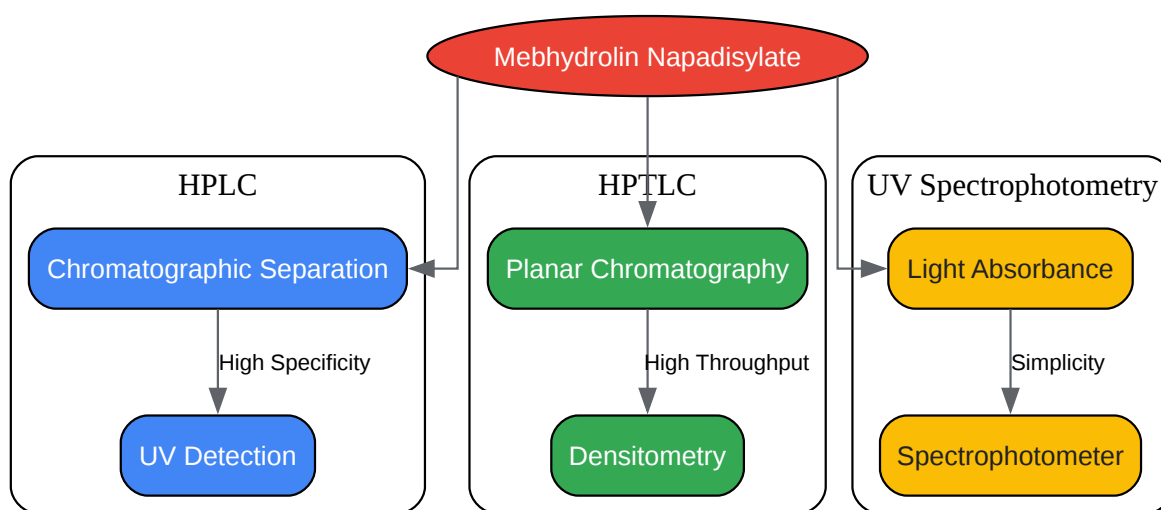 Mebhydrolin Napadisylate
HPLC
HPTLC
UV Spectrophotometry
Chromatographic Separation
Planar Chromatography
Light Absorbance
High Specificity
High Throughput
Simplicity
UV Detection
Densitometry
Spectrophotometer